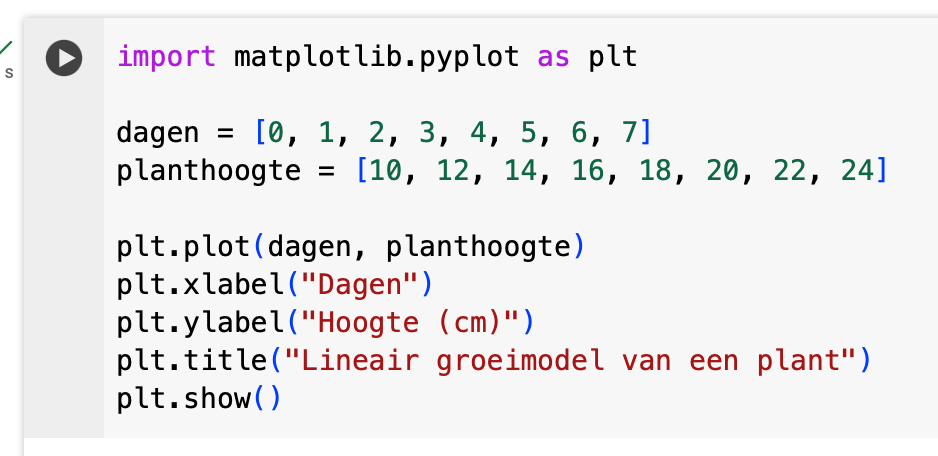 s
import matplotlib.pyplot as plt
dagen = [0, 1, 2, 3, 4, 5, 6, 7]
planthoogte = [10, 12, 14, 16, 18, 20, 22, 24]
plt.plot(dagen, planthoogte)
plt.xlabel("Dagen")
plt.ylabel("Hoogte (cm)")
plt.title("Lineair groeimodel van een plant")
plt.show()